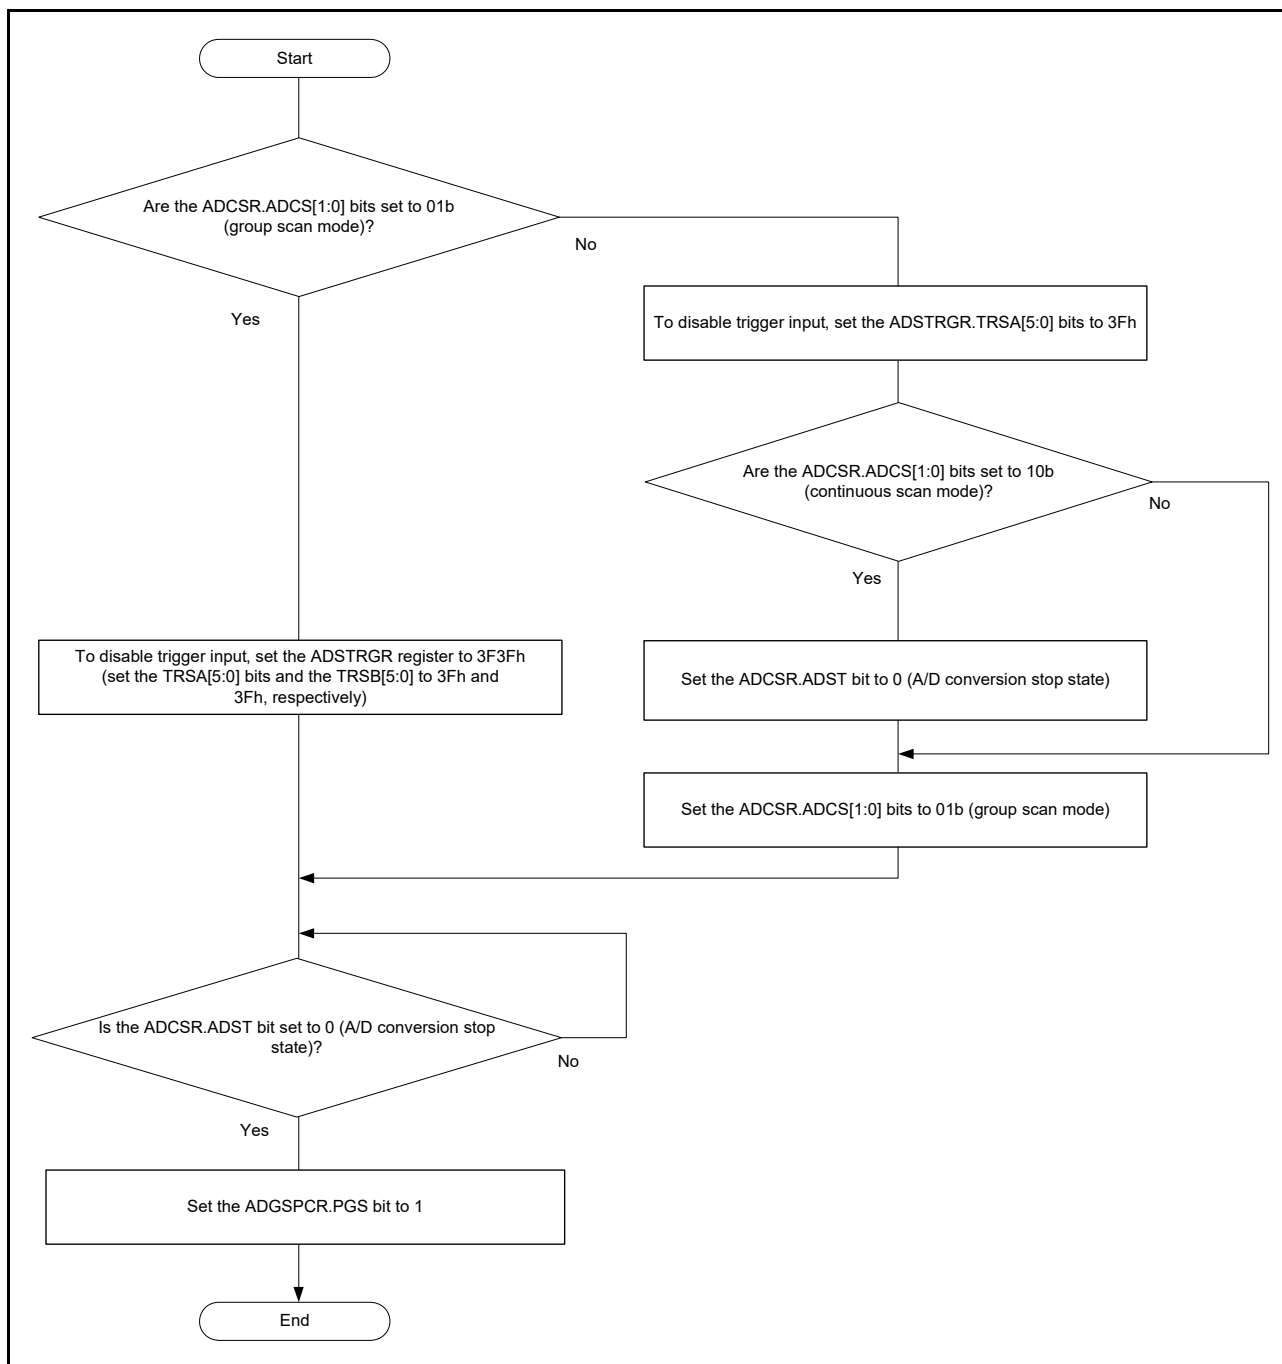 Start
Are the ADCSR.ADCS[1:0] bits set to 01b
(group scan mode)?
No
Yes
To disable trigger input, set the ADSTRGR.TRSA[5:0] bits to 3Fh
Are the ADCSR.ADCS[1:0] bits set to 10b
(continuous scan mode)?
No
Yes
To disable trigger input, set the ADSTRGR register to 3F3Fh
(set the TRSA[5:0] bits and the TRSB[5:0] to 3Fh and
3Fh, respectively)
Set the ADCSR.ADST bit to 0 (A/D conversion stop state)
Set the ADCSR.ADCS[1:0] bits to 01b (group scan mode)
Is the ADCSR.ADST bit set to 0 (A/D conversion stop
state)?
No
Yes
Set the ADGSPCR.PGS bit to 1
End